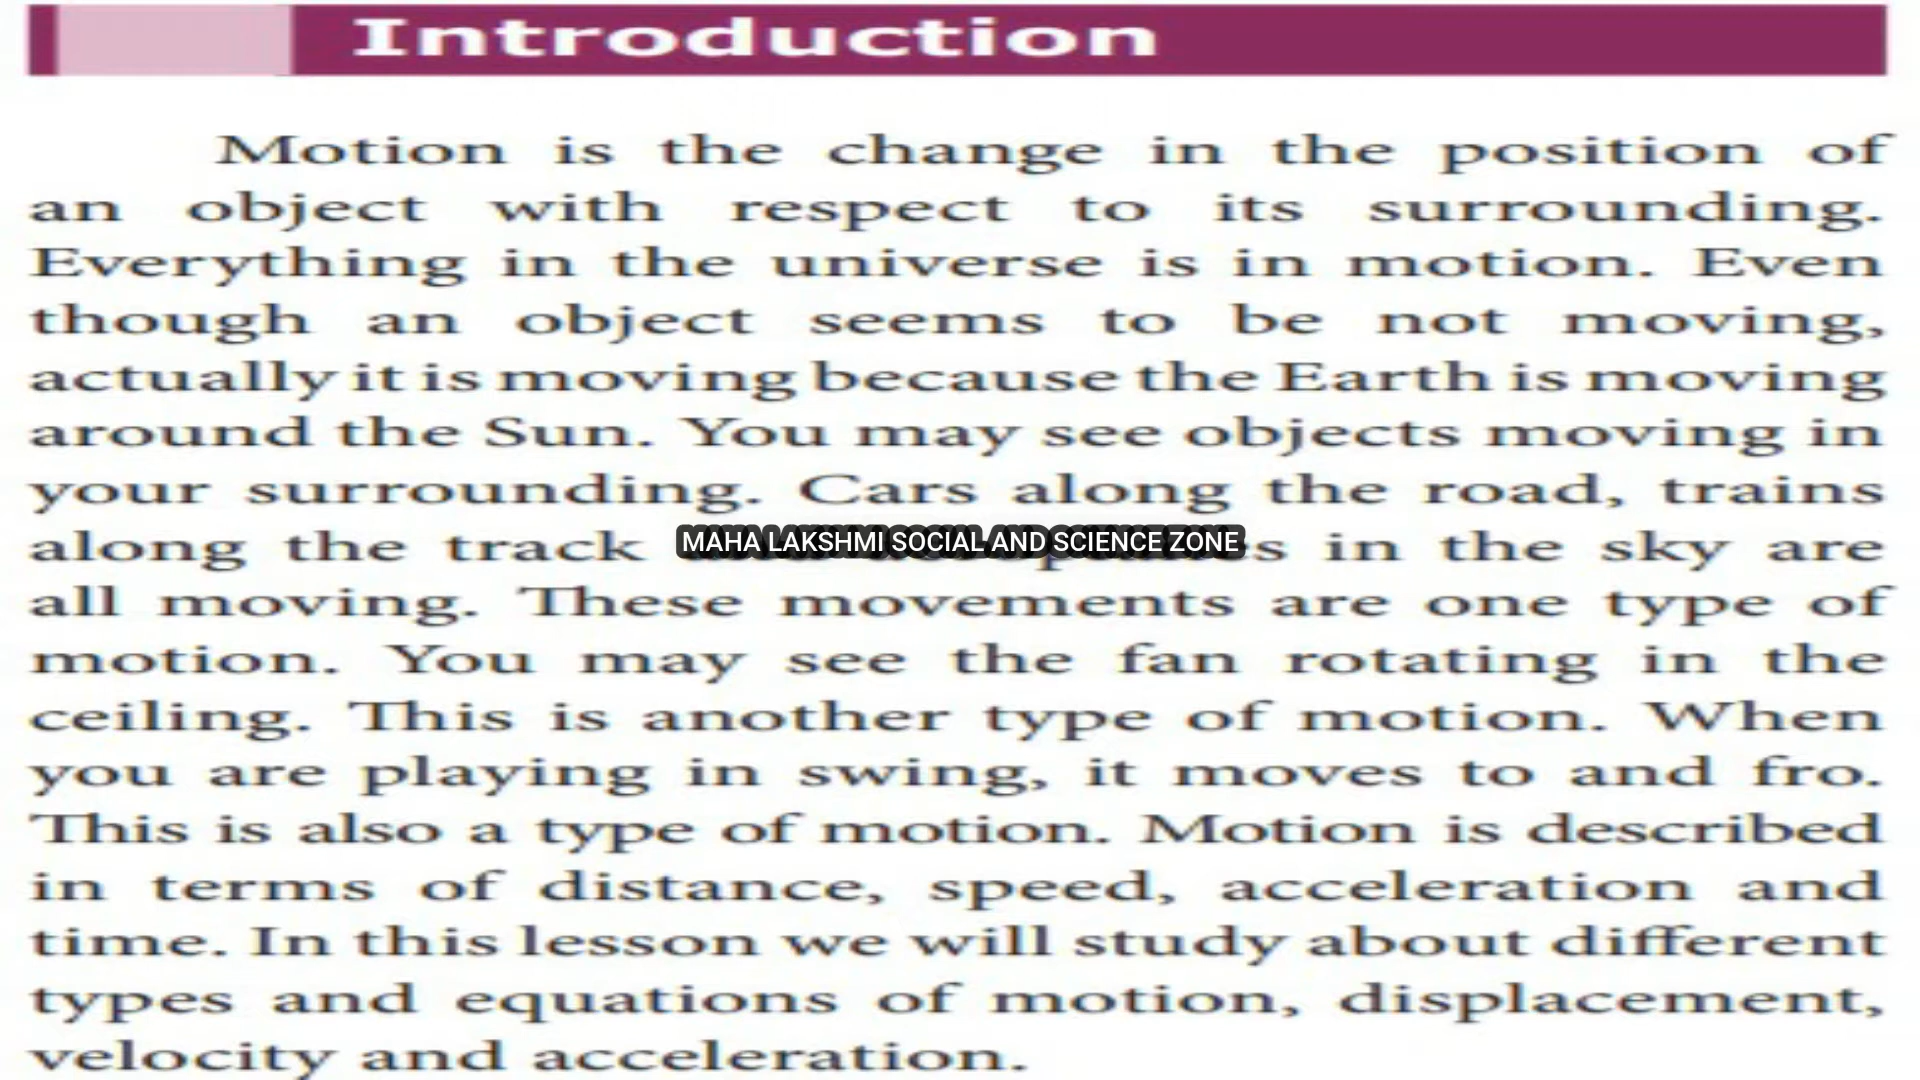 Introduction
Motion is the change in the position of
an object with respect to its surrounding.
Everything in the universe is in motion. Even
though an object seems to be not moving,
actually it is moving because the Earth is moving
around the Sun. You may see objects moving in
your surrounding. Cars along the road, trains
along the track
MAHA LAKSHMI SOCIAL AND SCIENCE ZONE
in the sky are
all moving. These movements are one type of
motion. You may see the fan rotating in the
ceiling. This is another type of motion. When
you are playing in swing, it moves to and fro.
This is also a type of motion. Motion is described
in terms of distance, speed, acceleration and
time. In this lesson we will study about different
types and equations of motion, displacement,
velocity and acceleration.